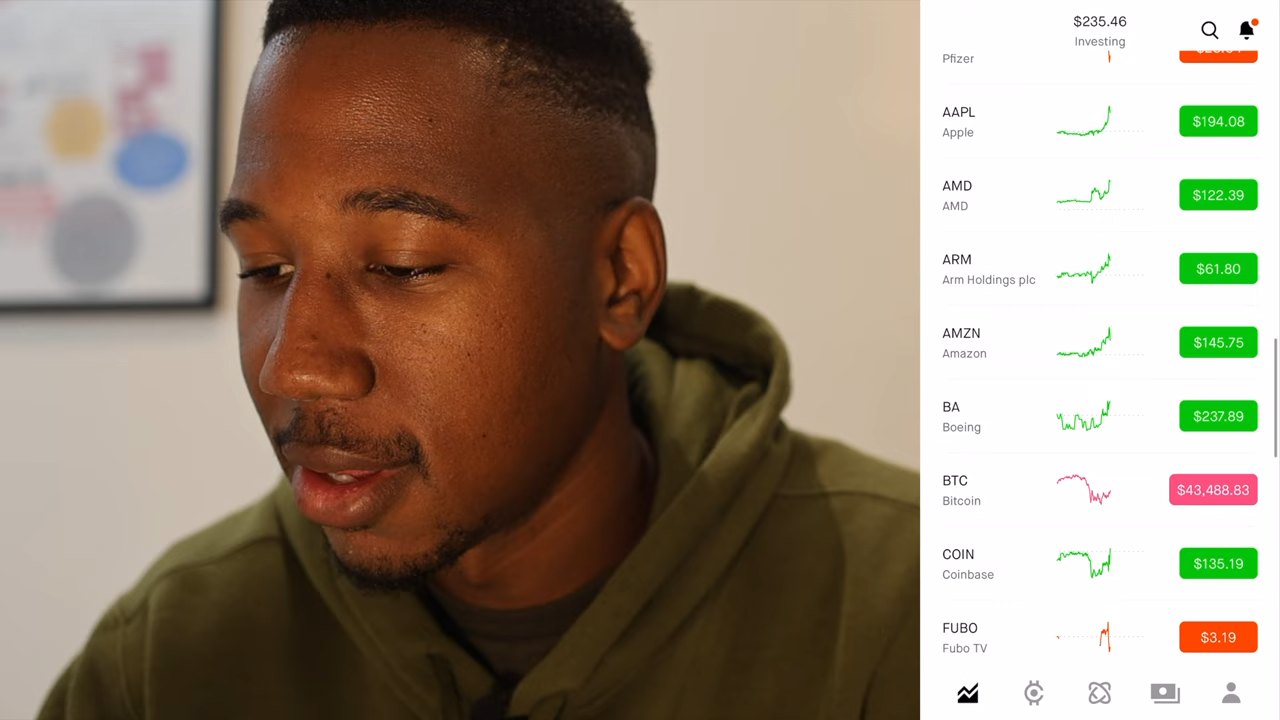 $235.46
Investing
Pfizer
AAPL
Apple
$194.08
AMD
AMD
$122.39
ARM
Arm Holdings plc
$61.80
AMZN
Amazon
$145.75
BA
Boeing
$237.89
BTC
Bitcoin
$43,488.83
COIN
Coinbase
$135.19
FUBO
Fubo TV
$3.19